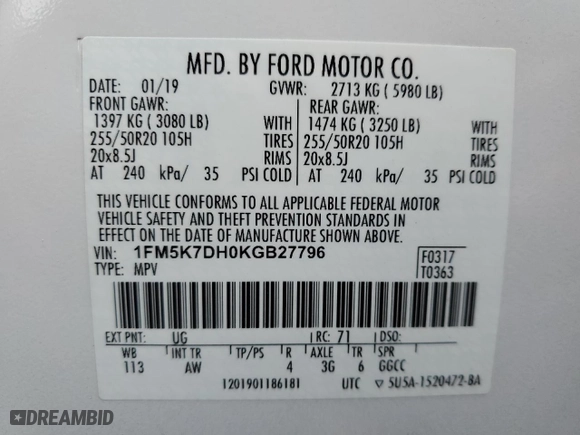 MFD. BY FORD MOTOR CO.
DATE: 01/19 GVWR: 2713 KG ( 5980 LB)
FRONT GAWR: REAR GAWR:
1397 KG ( 3080 LB) WITH 1474 KG ( 3250 LB) WITH
255/50R20 105H TIRES 255/50R20 105H TIRES
20x8.5J RIMS 20x8.5J RIMS
AT 240 kPa/ 35 PSI COLD AT 240 kPa/ 35 PSI COLD
THIS VEHICLE CONFORMS TO ALL APPLICABLE FEDERAL MOTOR
VEHICLE SAFETY AND THEFT PREVENTION STANDARDS IN
EFFECT ON THE DATE OF MANUFACTURE SHOWN ABOVE.
VIN: 1FM5K7DH0KGB27796 F0317
TYPE: MPV T0363
EXT PNT: UG RC: 71 DSO:
WB INT TR TP/PS R AXLE TR SPR
113 AW 4 3G 6 GGCC
1201901186181 UTC ▽ 5U5A-1520472-BA
DREAMBID